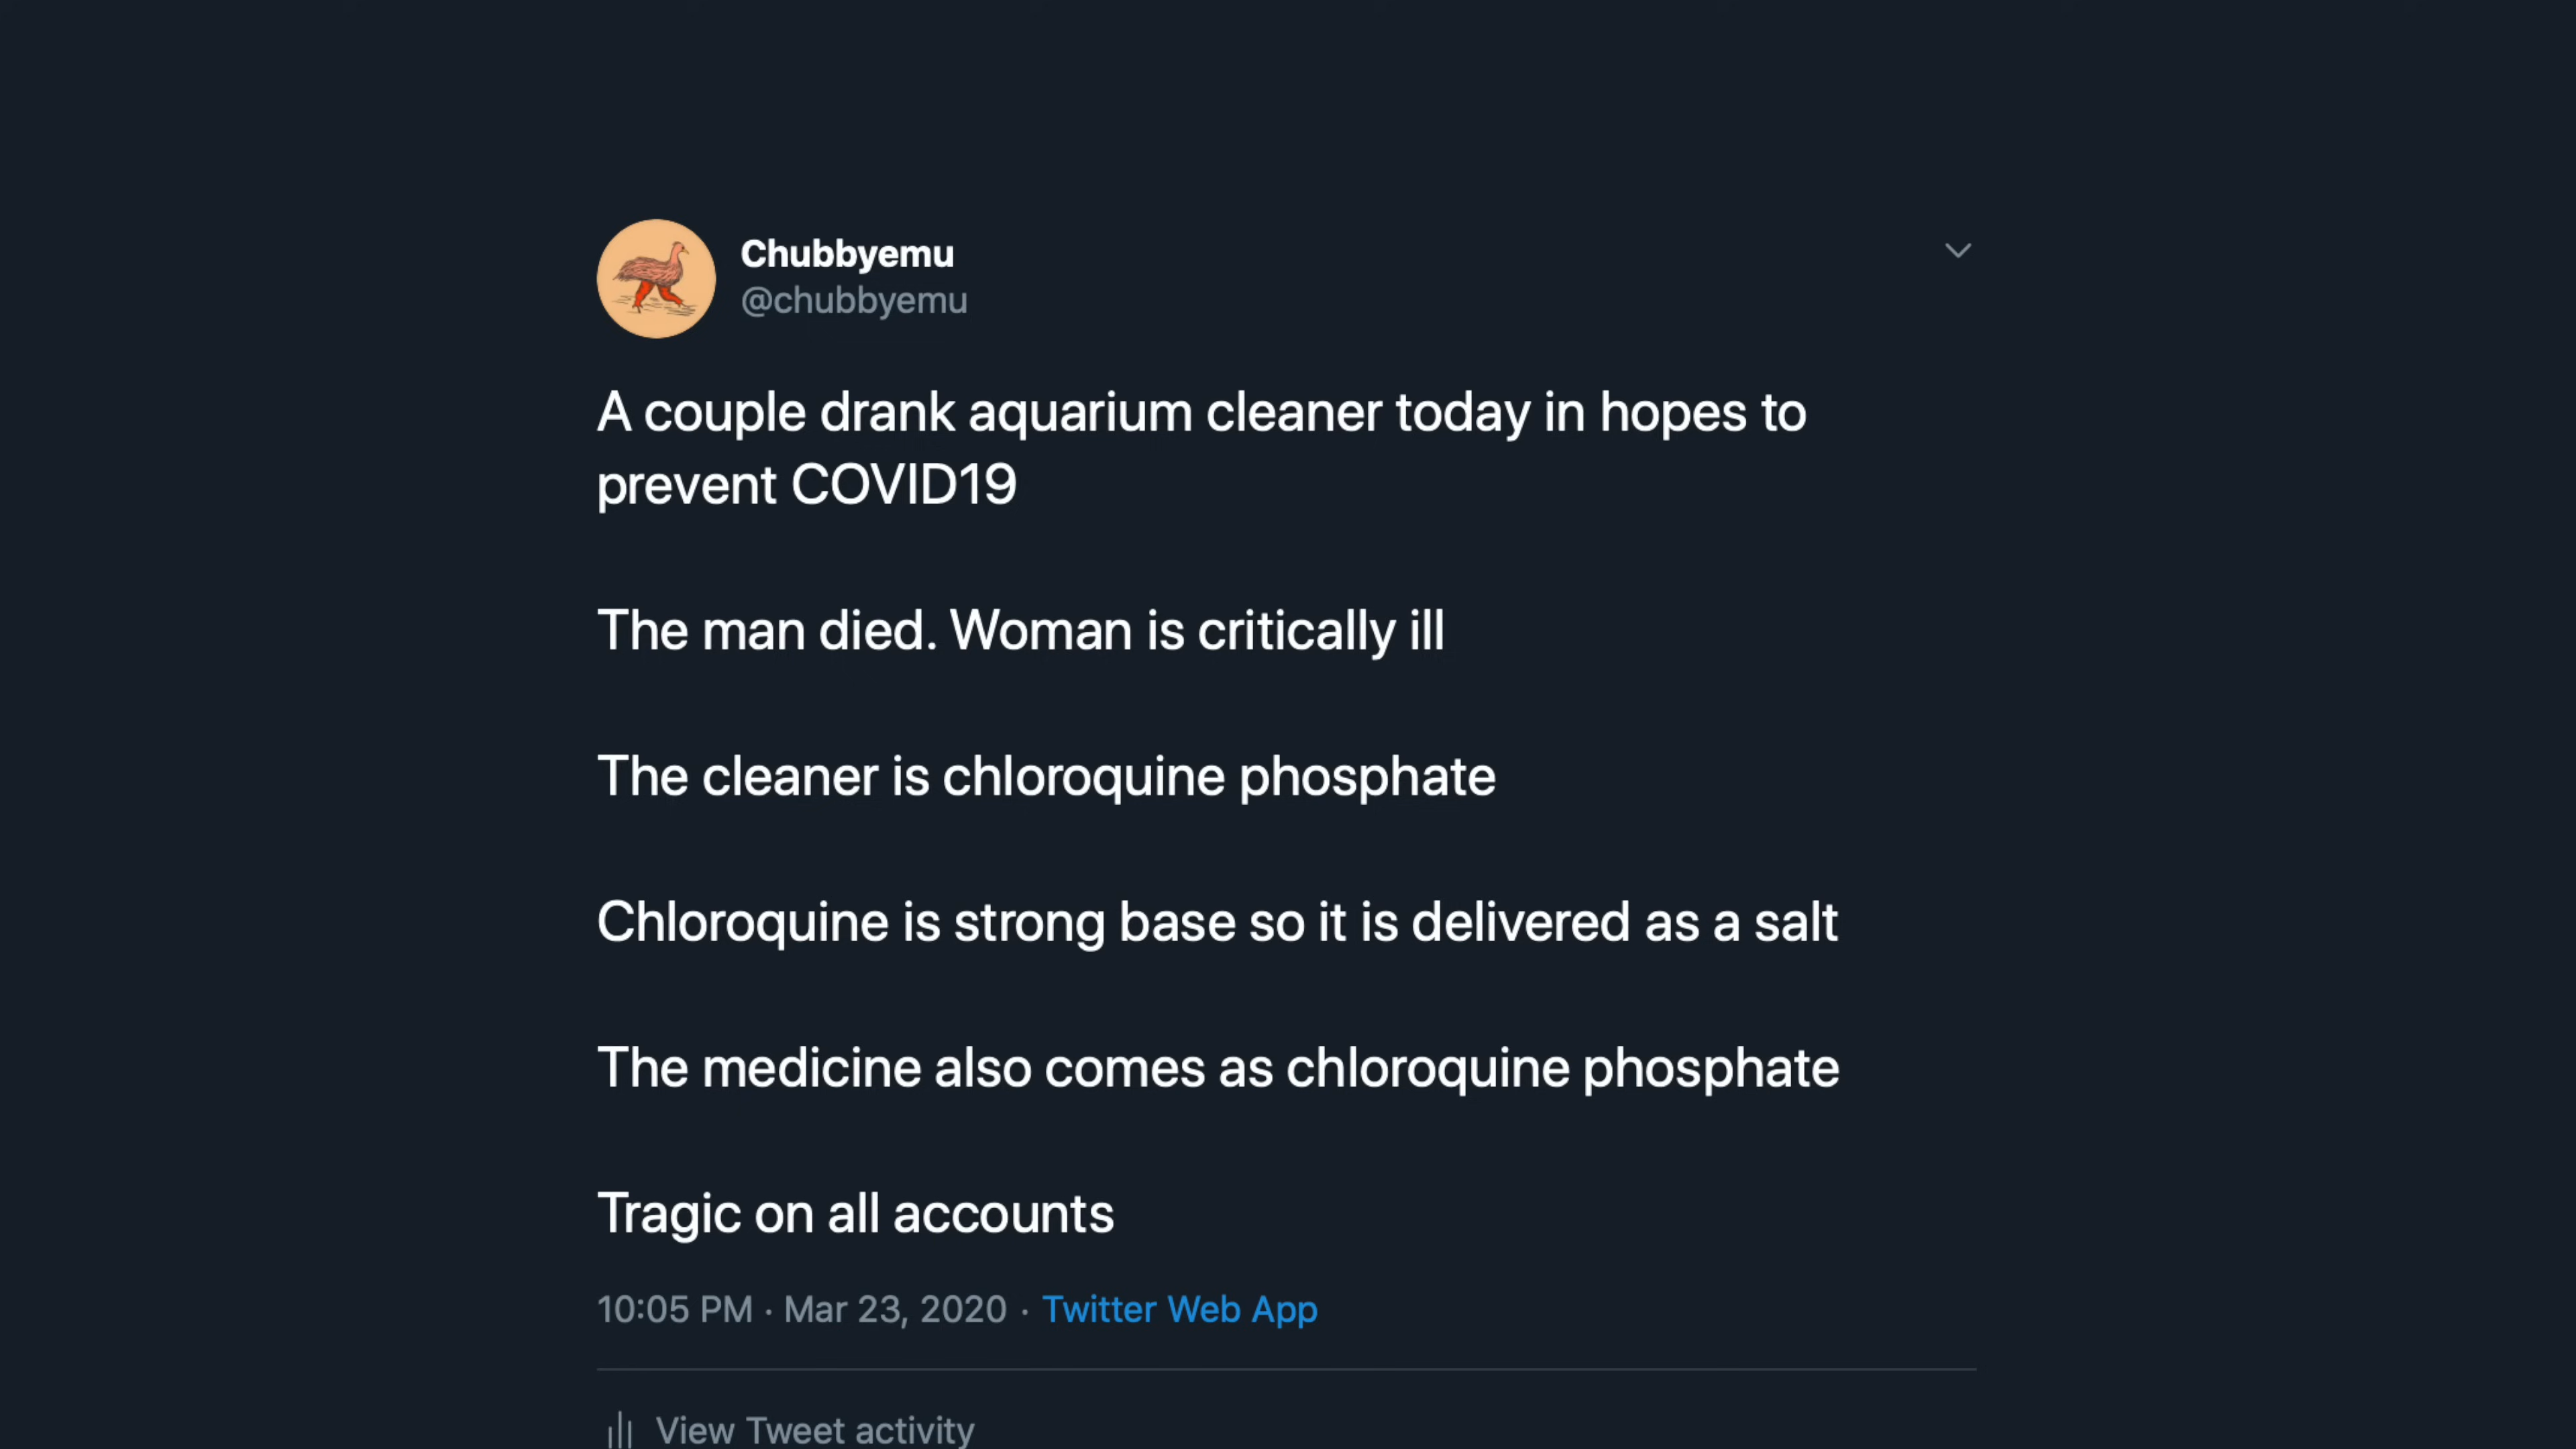 Chubbyemu
@chubbyemu
A couple drank aquarium cleaner today in hopes to
prevent COVID19
The man died. Woman is critically ill
The cleaner is chloroquine phosphate
Chloroquine is strong base so it is delivered as a salt
The medicine also comes as chloroquine phosphate
Tragic on all accounts
10:05 PM · Mar 23, 2020 · Twitter Web App
View Tweet activity